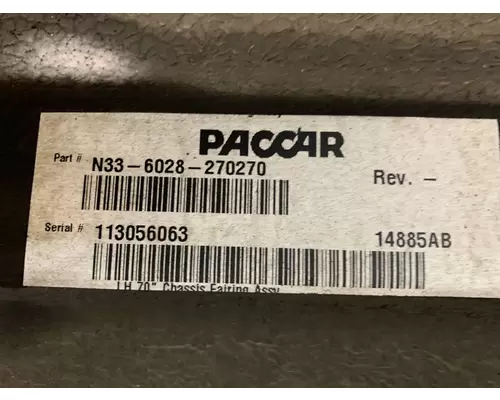 PACCAR
Part # N33-6028-270270
Rev. -
Serial # 113056063
14885AB
LH 70" Chassis Fairing Assy